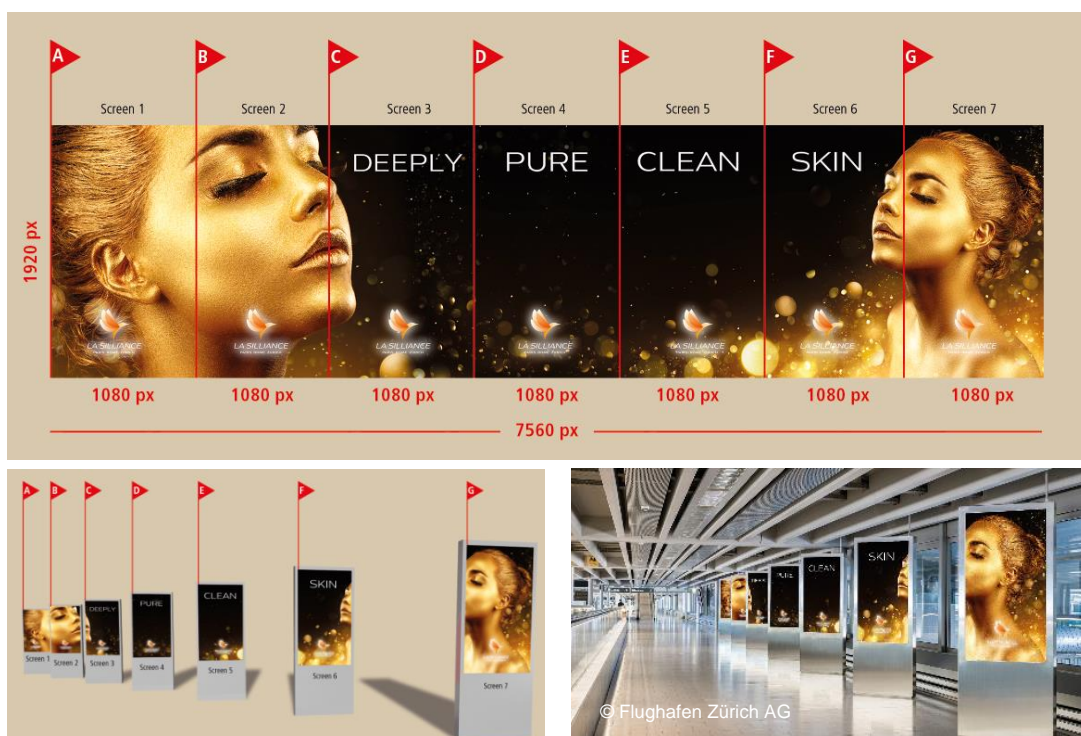 A B C D E F G
Screen 1 Screen 2 Screen 3 Screen 4 Screen 5 Screen 6 Screen 7
DEEPLY PURE CLEAN SKIN
1920 px
LA SILLIANCE LA SILLIANCE LA SILLIANCE LA SILLIANCE LA SILLIANCE LA SILLIANCE LA SILLIANCE
1080 px 1080 px 1080 px 1080 px 1080 px 1080 px 1080 px
7560 px
A B C D E F G
DEEPLY PURE CLEAN SKIN
Screen 1 Screen 2 Screen 3 Screen 4 Screen 5 Screen 6 Screen 7
PURE CLEAN SKIN
© Flughafen Zürich AG